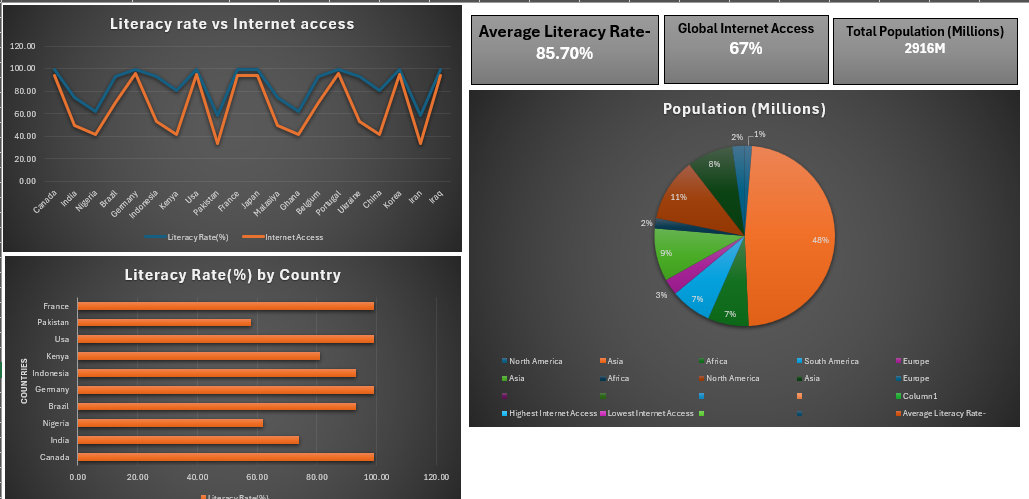 Literacy rate vs Internet access
120.00
100.00
80.00
60.00
40.00
20.00
0.00
Canada
India
Nigeria
Brazil
Germany
Indonesia
Kenya
Usa
Pakistan
France
Japan
Malasiya
Ghana
Belgium
Portugal
Ukraine
China
Korea
Iran
Iraq
Literacy Rate(%) Internet Access
Average Literacy Rate-
85.70%
Global Internet Access
67%
Total Population (Millions)
2916M
Population (Millions)
2% 1%
8%
11%
48%
2%
9%
3%
7%
7%
North America Asia Africa South America Europe
Asia Africa North America Asia Europe
Column1
Highest Internet Access Lowest Internet Access Average Literacy Rate-
Literacy Rate(%) by Country
COUNTRIES
France
Pakistan
Usa
Kenya
Indonesia
Germany
Brazil
Nigeria
India
Canada
0.00 20.00 40.00 60.00 80.00 100.00 120.00
Literacy Rate(%)